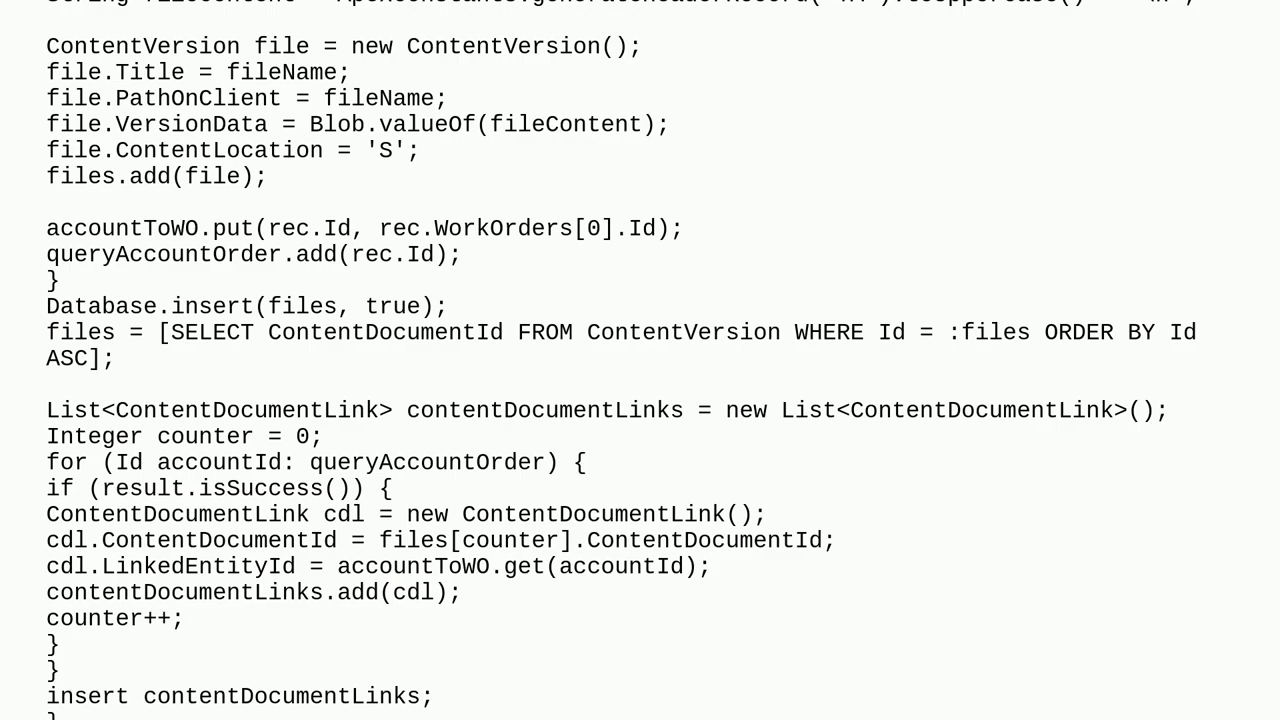 ContentVersion file = new ContentVersion();
file.Title = fileName;
file.PathOnClient = fileName;
file.VersionData = Blob.valueOf(fileContent);
file.ContentLocation = 'S';
files.add(file);
accountToWO.put(rec.Id, rec.WorkOrders[0].Id);
queryAccountOrder.add(rec.Id);
}
Database.insert(files, true);
files = [SELECT ContentDocumentId FROM ContentVersion WHERE Id = :files ORDER BY Id
ASC];
List<ContentDocumentLink> contentDocumentLinks = new List<ContentDocumentLink>();
Integer counter = 0;
for (Id accountId: queryAccountOrder) {
if (result.isSuccess()) {
ContentDocumentLink cdl = new ContentDocumentLink();
cdl.ContentDocumentId = files[counter].ContentDocumentId;
cdl.LinkedEntityId = accountToWO.get(accountId);
contentDocumentLinks.add(cdl);
counter++;
}
}
insert contentDocumentLinks;
}